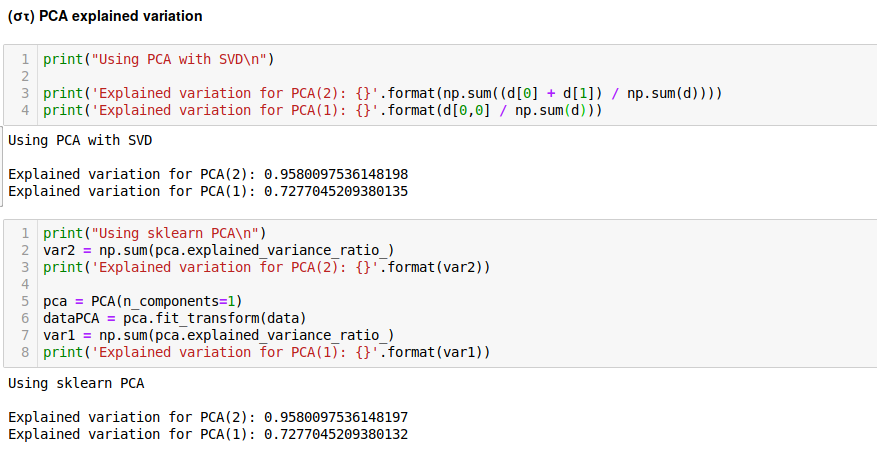 (στ) PCA explained variation
1 print("Using PCA with SVD\n")
2
3 print('Explained variation for PCA(2): {}'.format(np.sum((d[0] + d[1]) / np.sum(d))))
4 print('Explained variation for PCA(1): {}'.format(d[0,0] / np.sum(d)))
Using PCA with SVD
Explained variation for PCA(2): 0.9580097536148198
Explained variation for PCA(1): 0.7277045209380135
1 print("Using sklearn PCA\n")
2 var2 = np.sum(pca.explained_variance_ratio_)
3 print('Explained variation for PCA(2): {}'.format(var2))
4
5 pca = PCA(n_components=1)
6 dataPCA = pca.fit_transform(data)
7 var1 = np.sum(pca.explained_variance_ratio_)
8 print('Explained variation for PCA(1): {}'.format(var1))
Using sklearn PCA
Explained variation for PCA(2): 0.9580097536148197
Explained variation for PCA(1): 0.7277045209380132